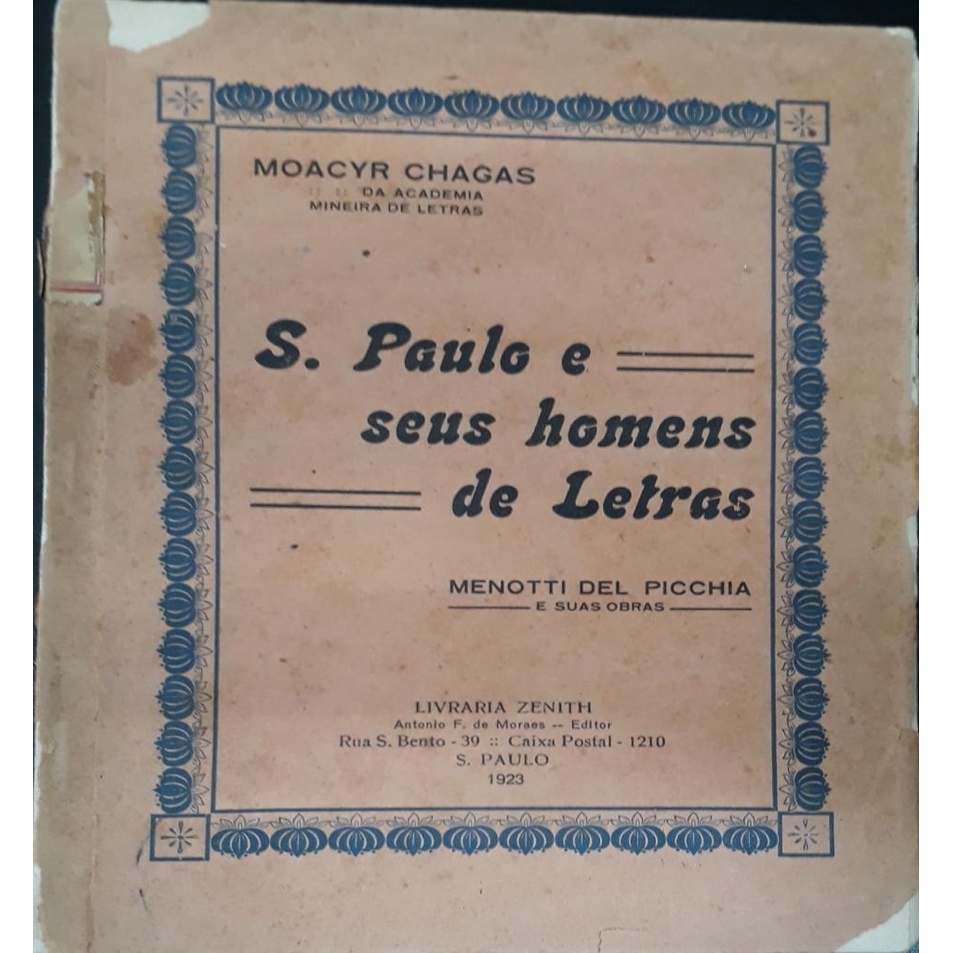 MOACYR CHAGAS
:: :: DA ACADEMIA
MINEIRA DE LETRAS
S. Paulo e
seus homens
de Letras
MENOTTI DEL PICCHIA
E SUAS OBRAS
LIVRARIA ZENITH
Antonio F. de Moraes -- Editor
Rua S. Bento - 39 :: Caixa Postal - 1210
S. PAULO
1923